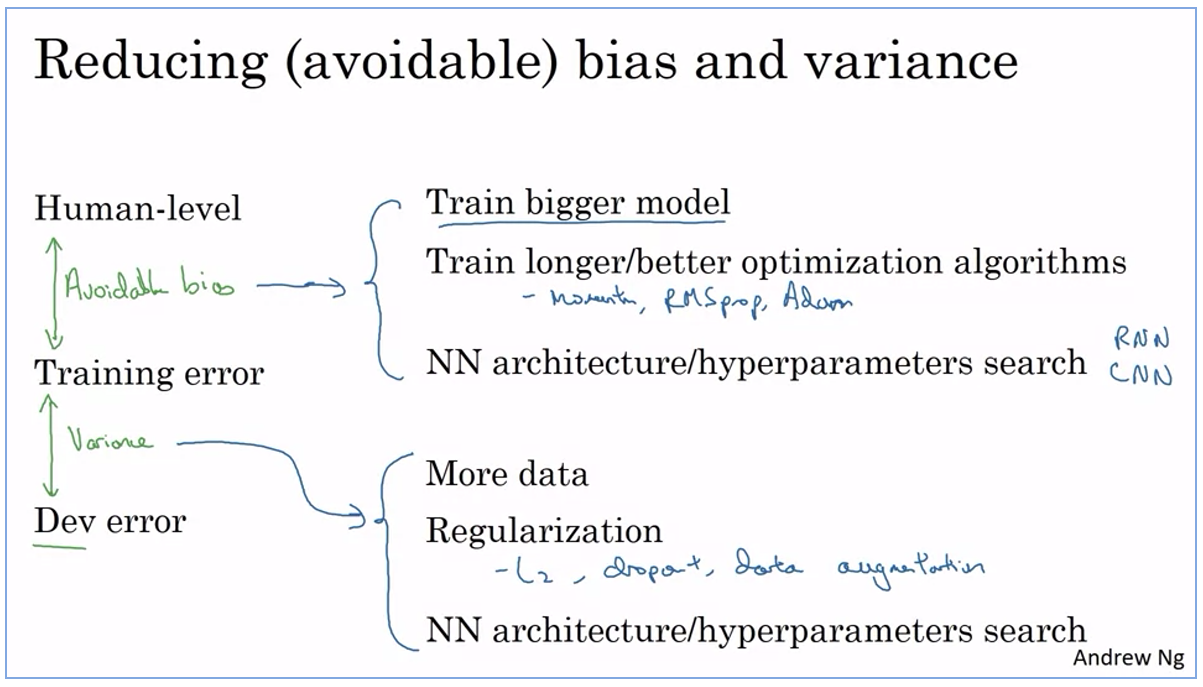 Reducing (avoidable) bias and variance
Human-level
Avoidable bias
Training error
Variance
Dev error
Train bigger model
Train longer/better optimization algorithms
- Momentum, RMSprop, Adam
NN architecture/hyperparameters search
RNN
CNN
More data
Regularization
- L2, dropout, data augmentation
NN architecture/hyperparameters search
Andrew Ng